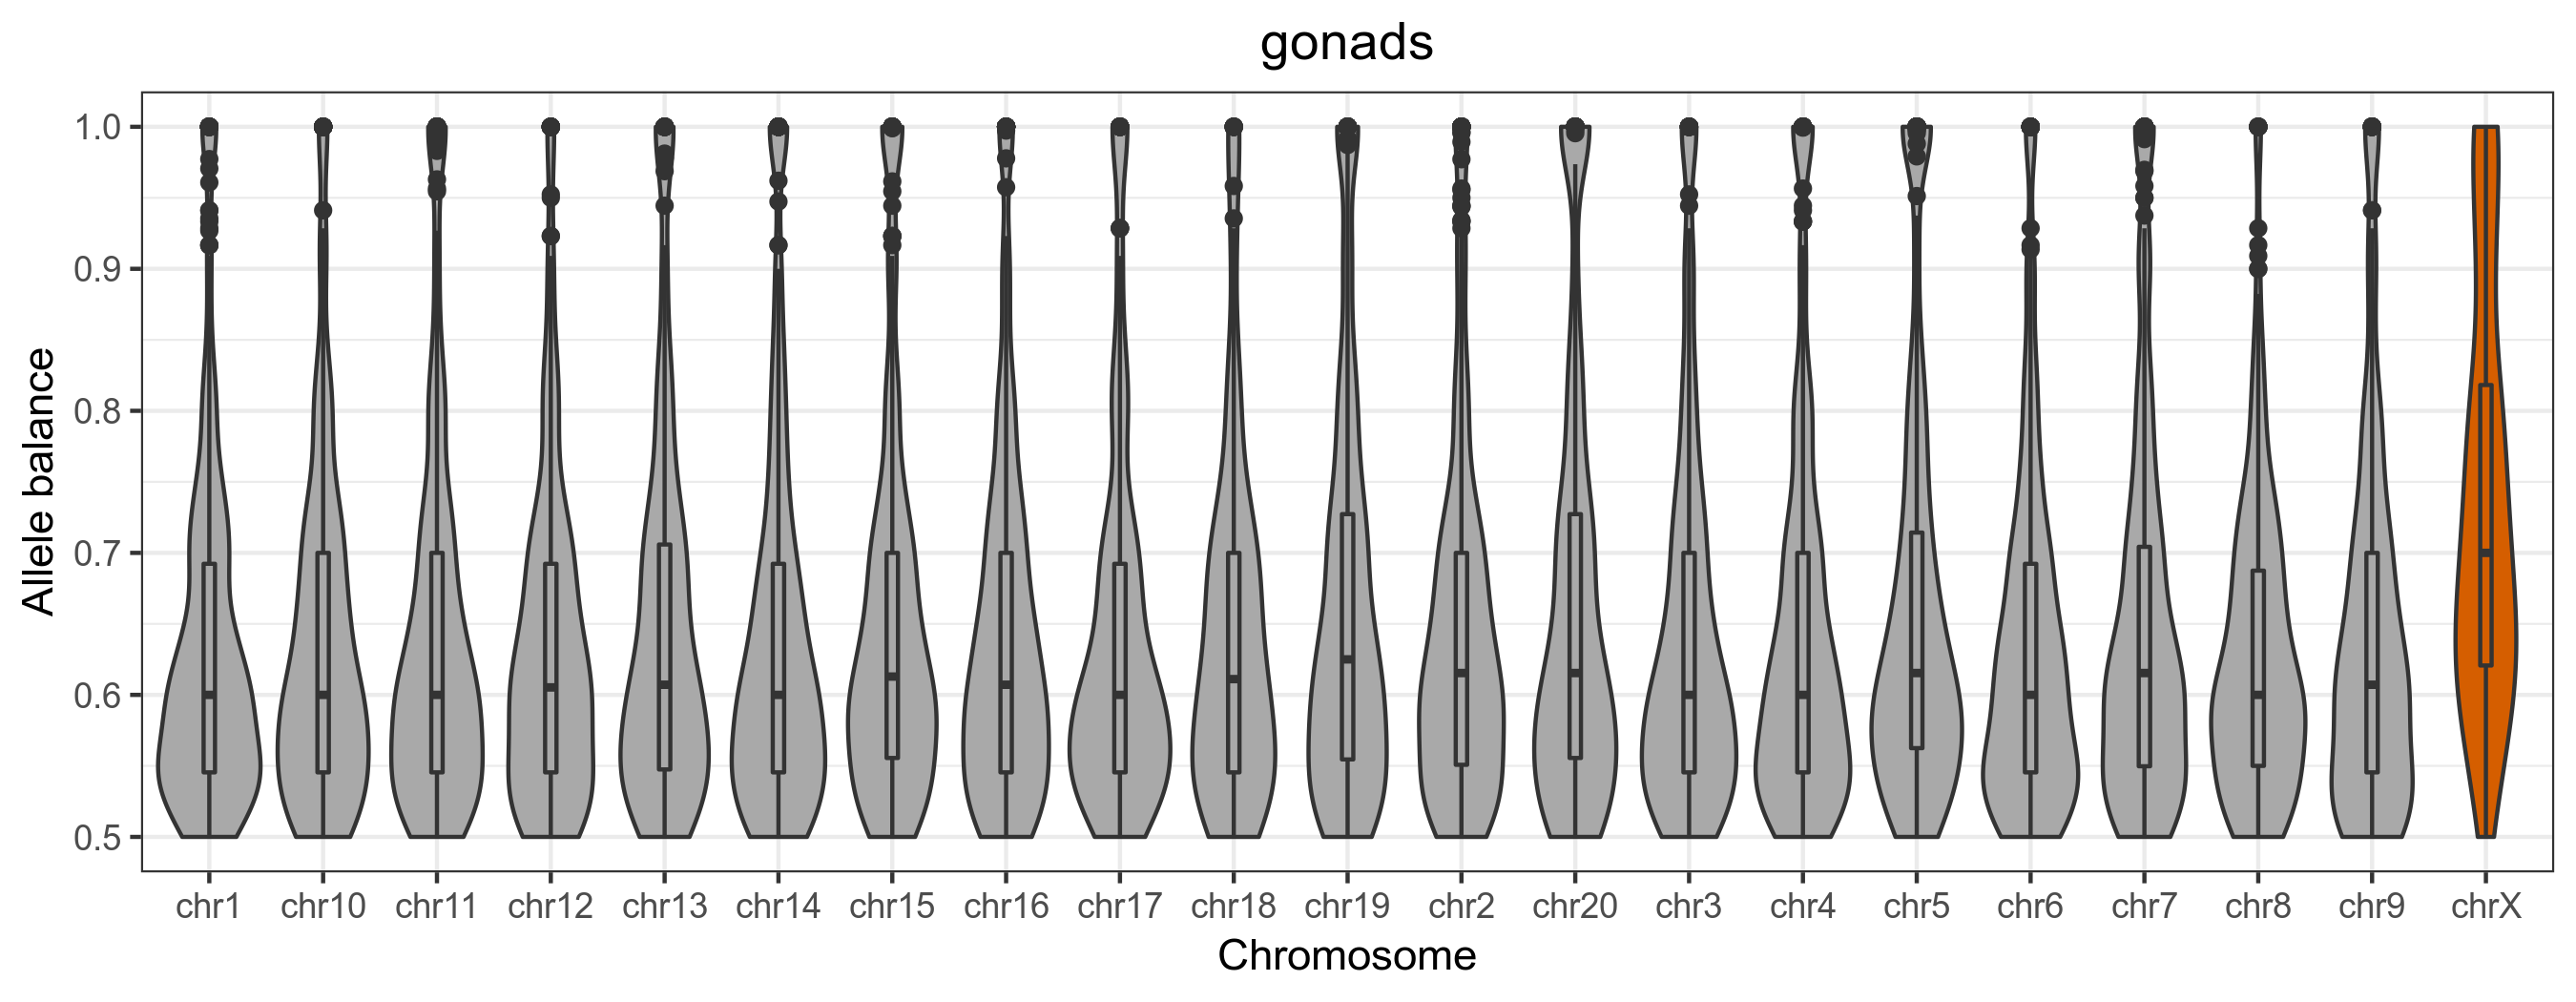 gonads
Allele balance
1.0
0.9
0.8
0.7
0.6
0.5
chr1 chr10 chr11 chr12 chr13 chr14 chr15 chr16 chr17 chr18 chr19 chr2 chr20 chr3 chr4 chr5 chr6 chr7 chr8 chr9 chrX
Chromosome